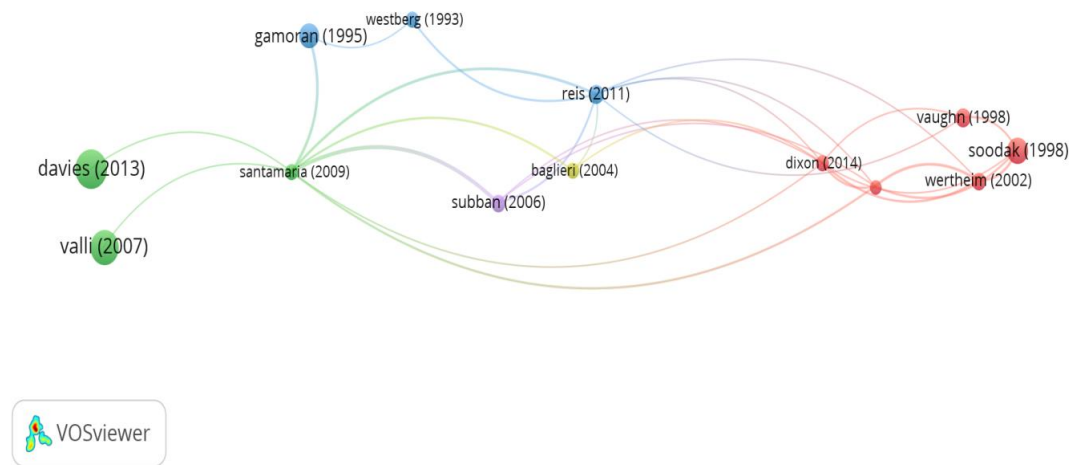 westberg (1993)
gamoran (1995)
reis (2011)
vaughn (1998)
soodak (1998)
davies (2013)
santamaria (2009)
baglieri (2004)
dixon (2014)
wertheim (2002)
subban (2006)
valli (2007)
VOSviewer